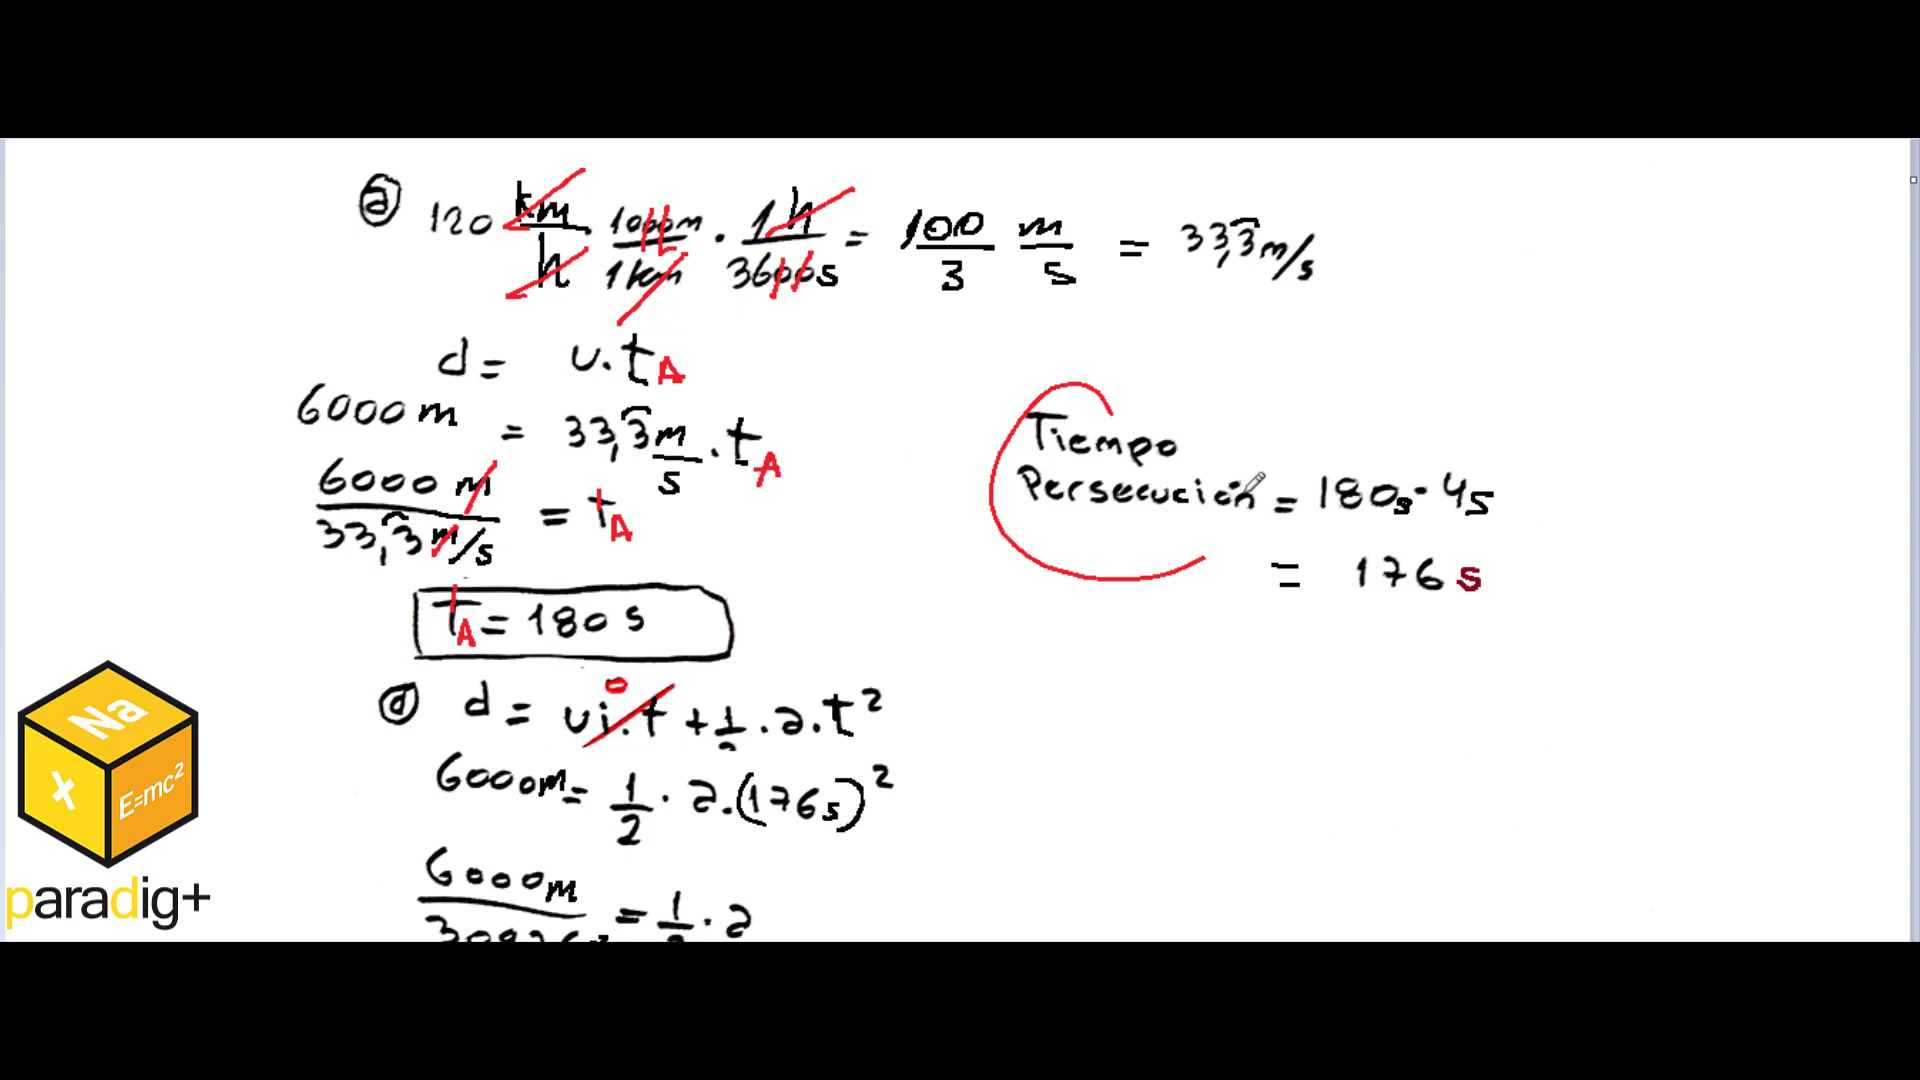 a 120 km/h · 1000m/1km · 1h/3600s = 100/3 m/s = 33,3 m/s
d = v . tA
6000 m = 33,3 m/s . tA
6000 m / 33,3 m/s = tA
TA = 180 s
Tiempo
Persecución = 180s - 4s
= 176 s
d d = vi.t 0 + 1/2 . a . t²
6000m = 1/2 . a . (176s)²
6000m / = 1/2 . a
Na
x
E=mc²
paradig+